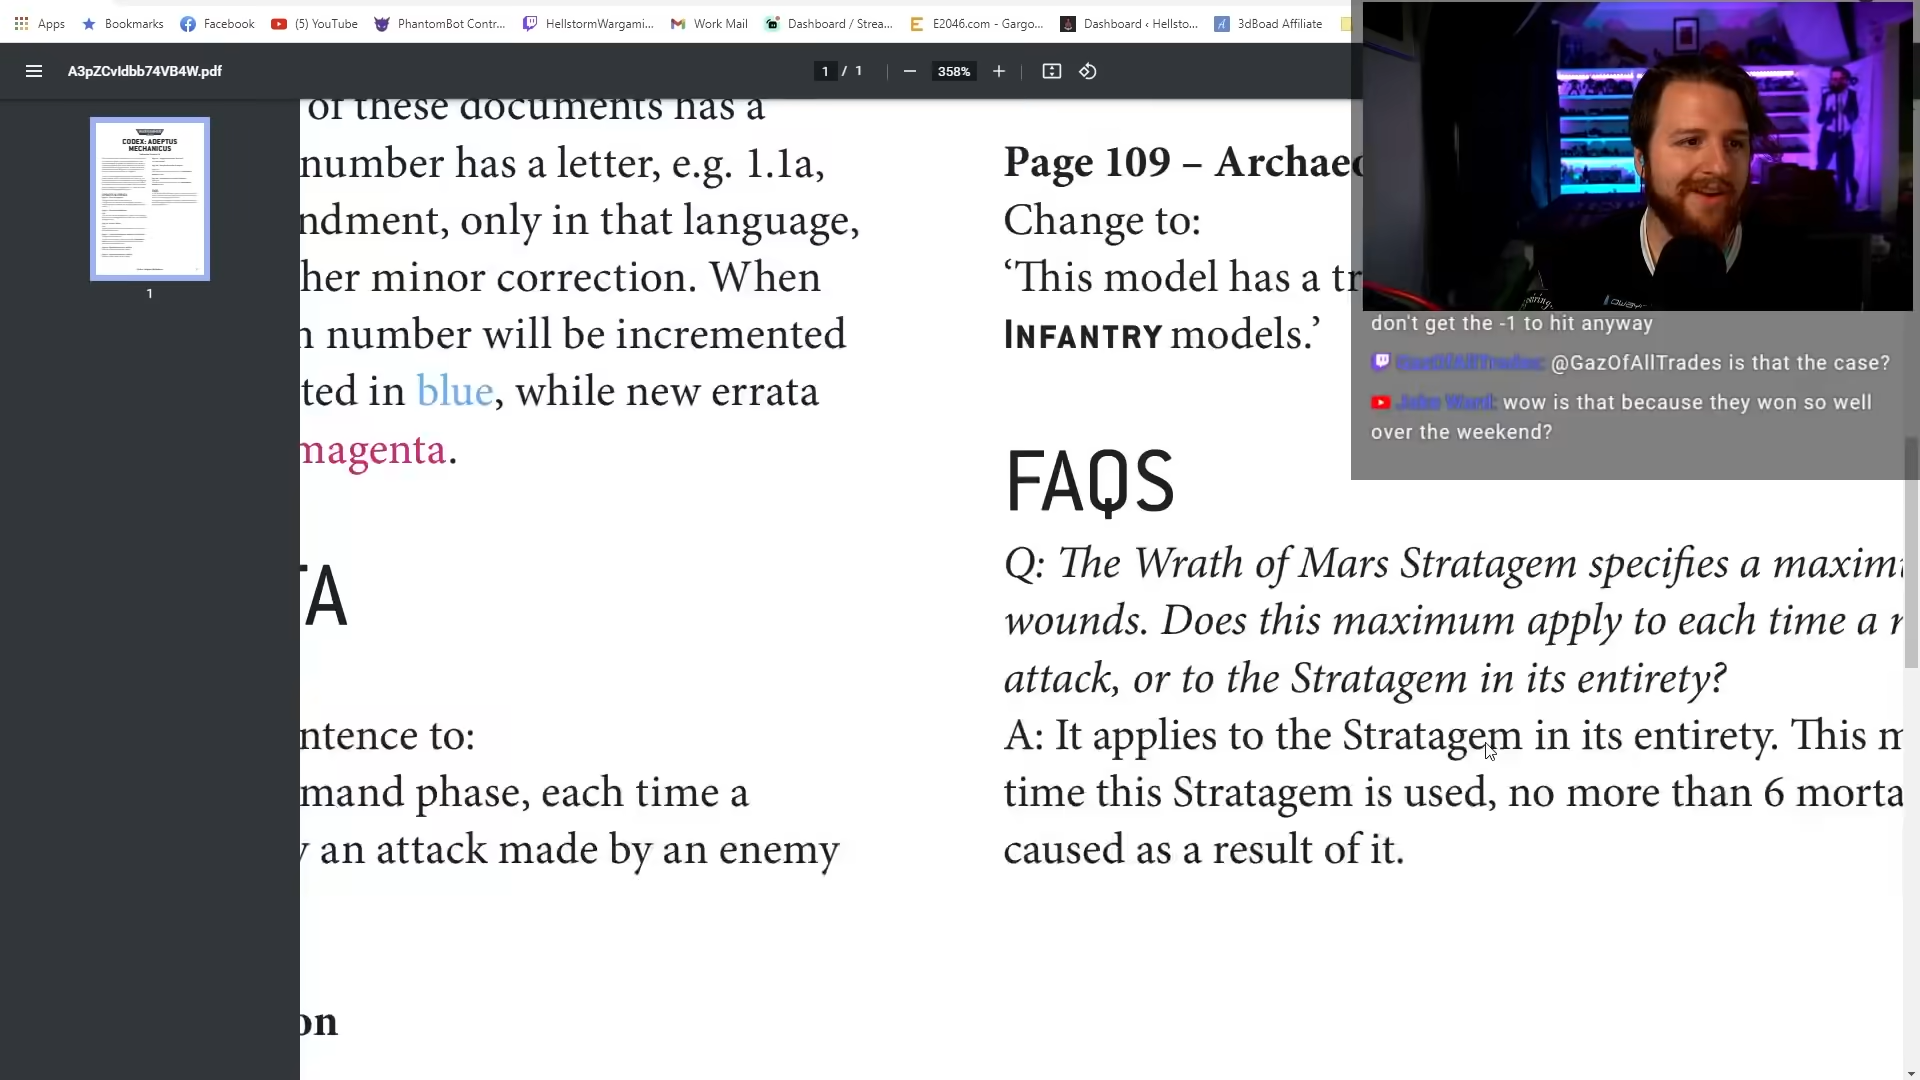 Apps
Bookmarks
Facebook
(5) YouTube
PhantomBot Contr...
HellstormWargami...
Work Mail
Dashboard / Strea...
E2046.com - Gargo...
Dashboard ‹ Hellsto...
3dBoad Affiliate
A3pZCvIdbb74VB4W.pdf
1 / 1
358%
CODEX: ADEPTUS
MECHANICUS
1
of these documents has a
number has a letter, e.g. 1.1a,
ndment, only in that language,
her minor correction. When
number will be incremented
ted in blue, while new errata
magenta.
TA
ntence to:
mand phase, each time a
y an attack made by an enemy
on
Page 109 – Archaeo
Change to:
‘This model has a tr
INFANTRY models.’
FAQS
Q: The Wrath of Mars Stratagem specifies a maxim
wounds. Does this maximum apply to each time a
attack, or to the Stratagem in its entirety?
A: It applies to the Stratagem in its entirety. This m
time this Stratagem is used, no more than 6 morta
caused as a result of it.
don't get the -1 to hit anyway
GazOfAllTrades: @GazOfAllTrades is that the case?
Jake Ward: wow is that because they won so well
over the weekend?